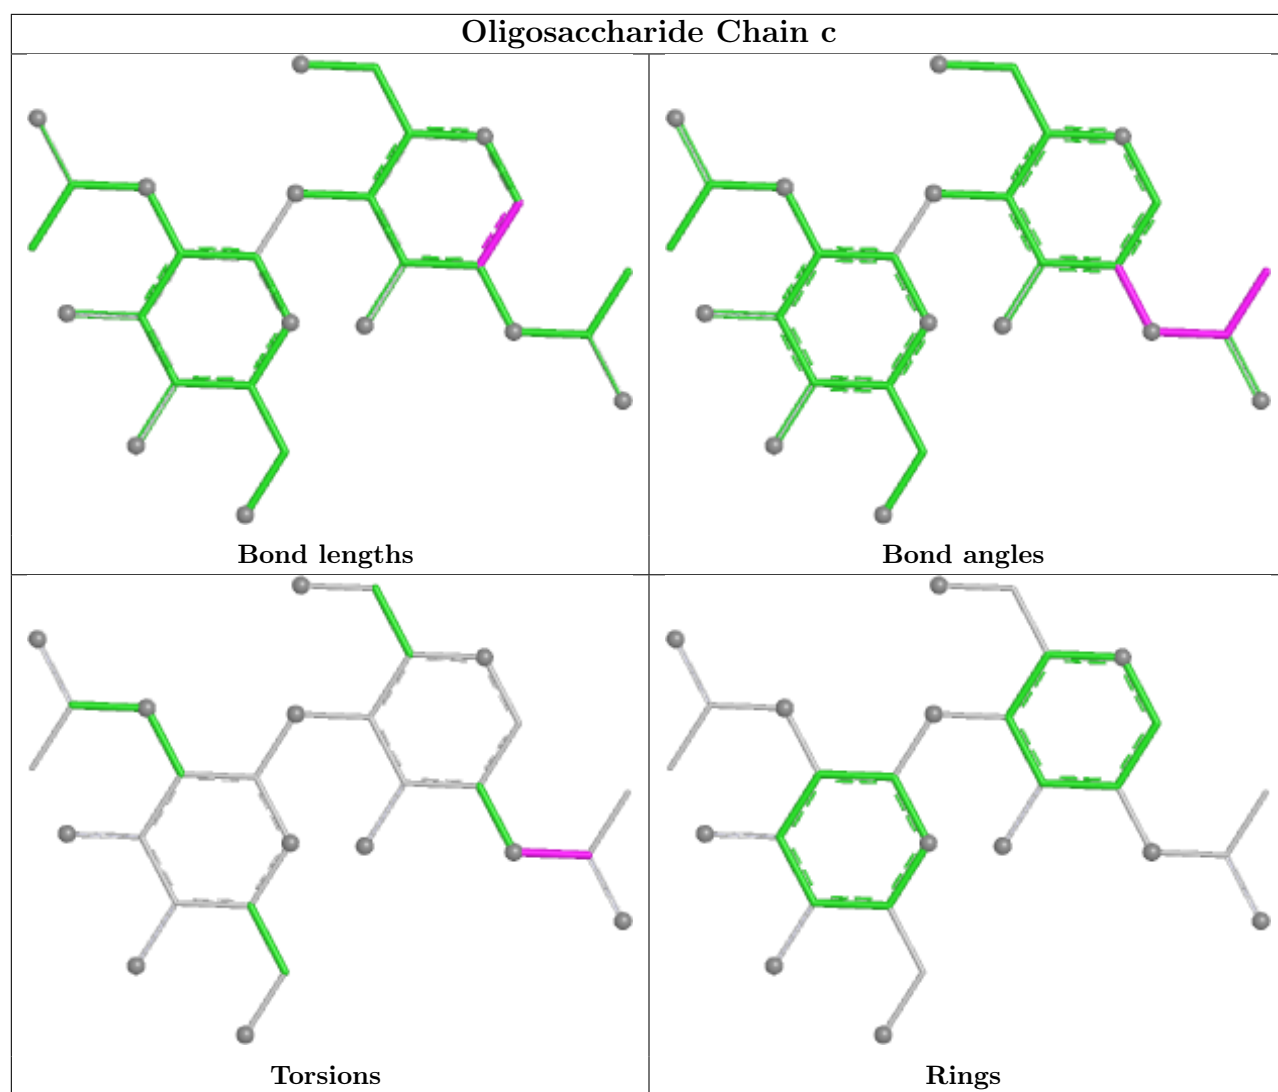 Oligosaccharide Chain c
Bond lengths
Bond angles
Torsions
Rings